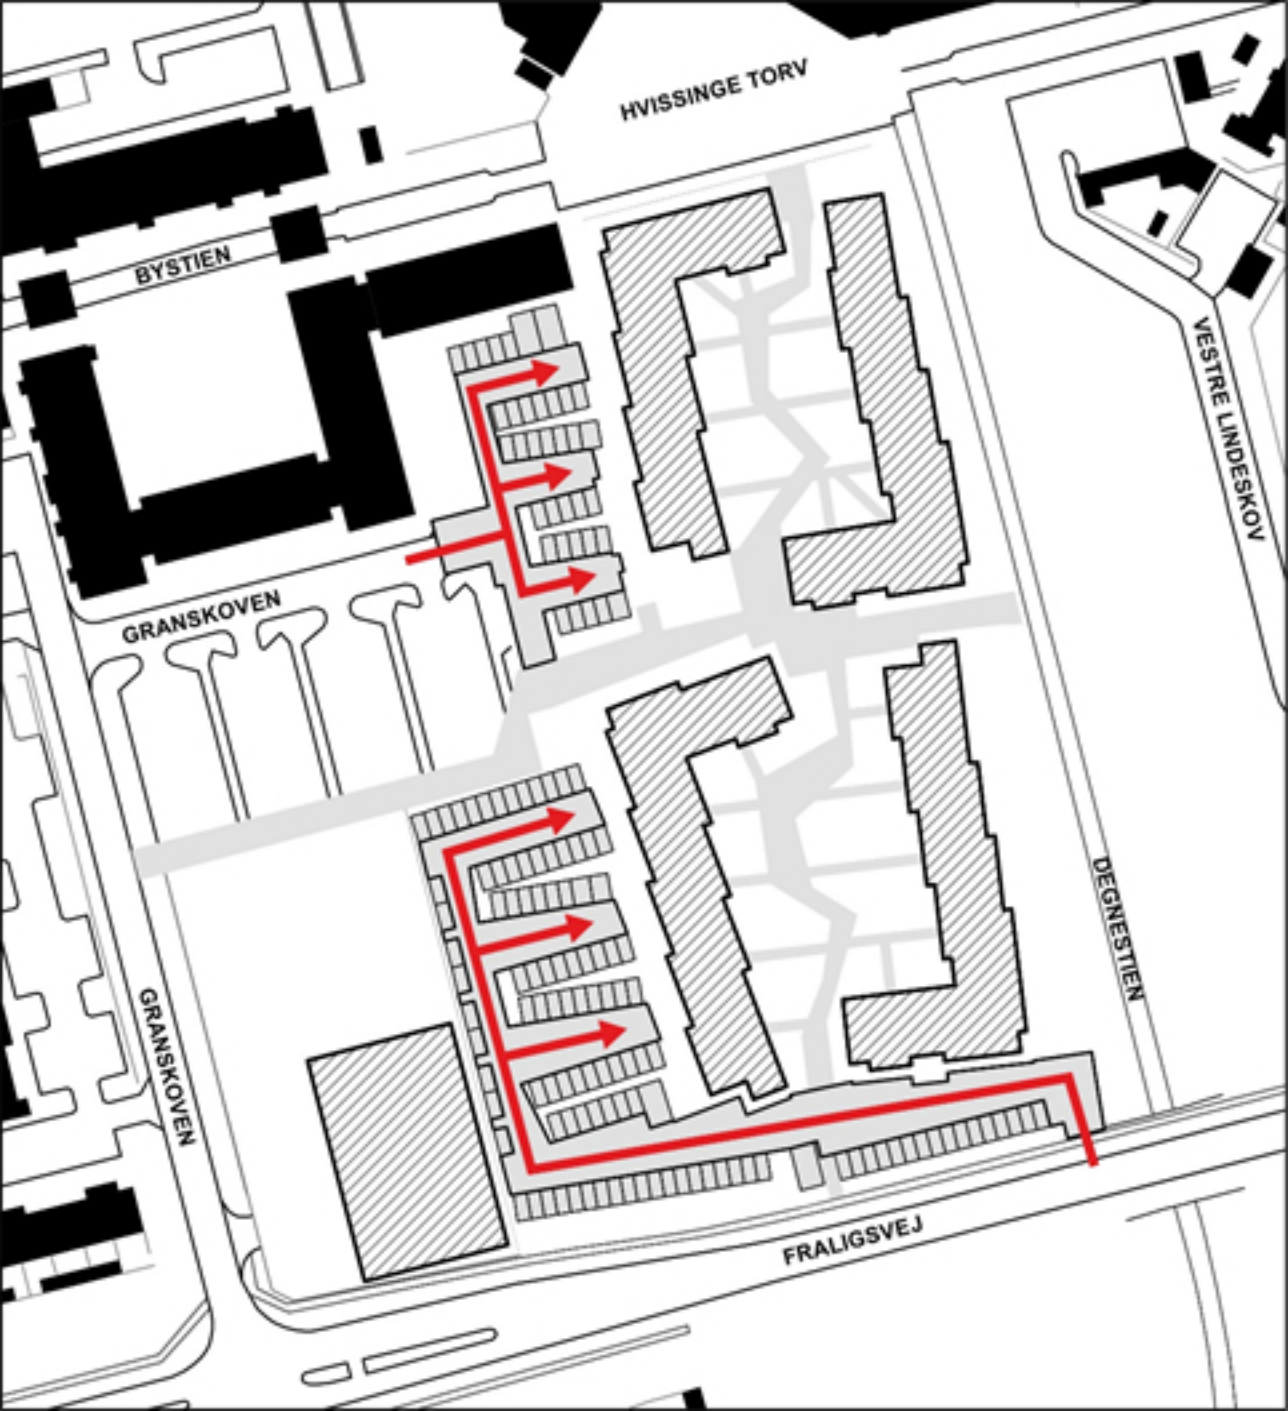 HVISSINGE TORV
BYSTIEN
VESTRE LINDESKOV
GRANSKOVEN
DEGNESTIEN
GRANSKOVEN
FRALIGSVEJ